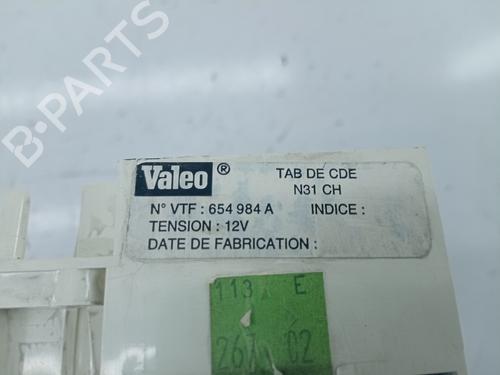 B-PARTS
Valeo® TAB DE CDE
N31 CH
N° VTF : 654 984 A INDICE :
TENSION : 12V
DATE DE FABRICATION :
113 E
267 02